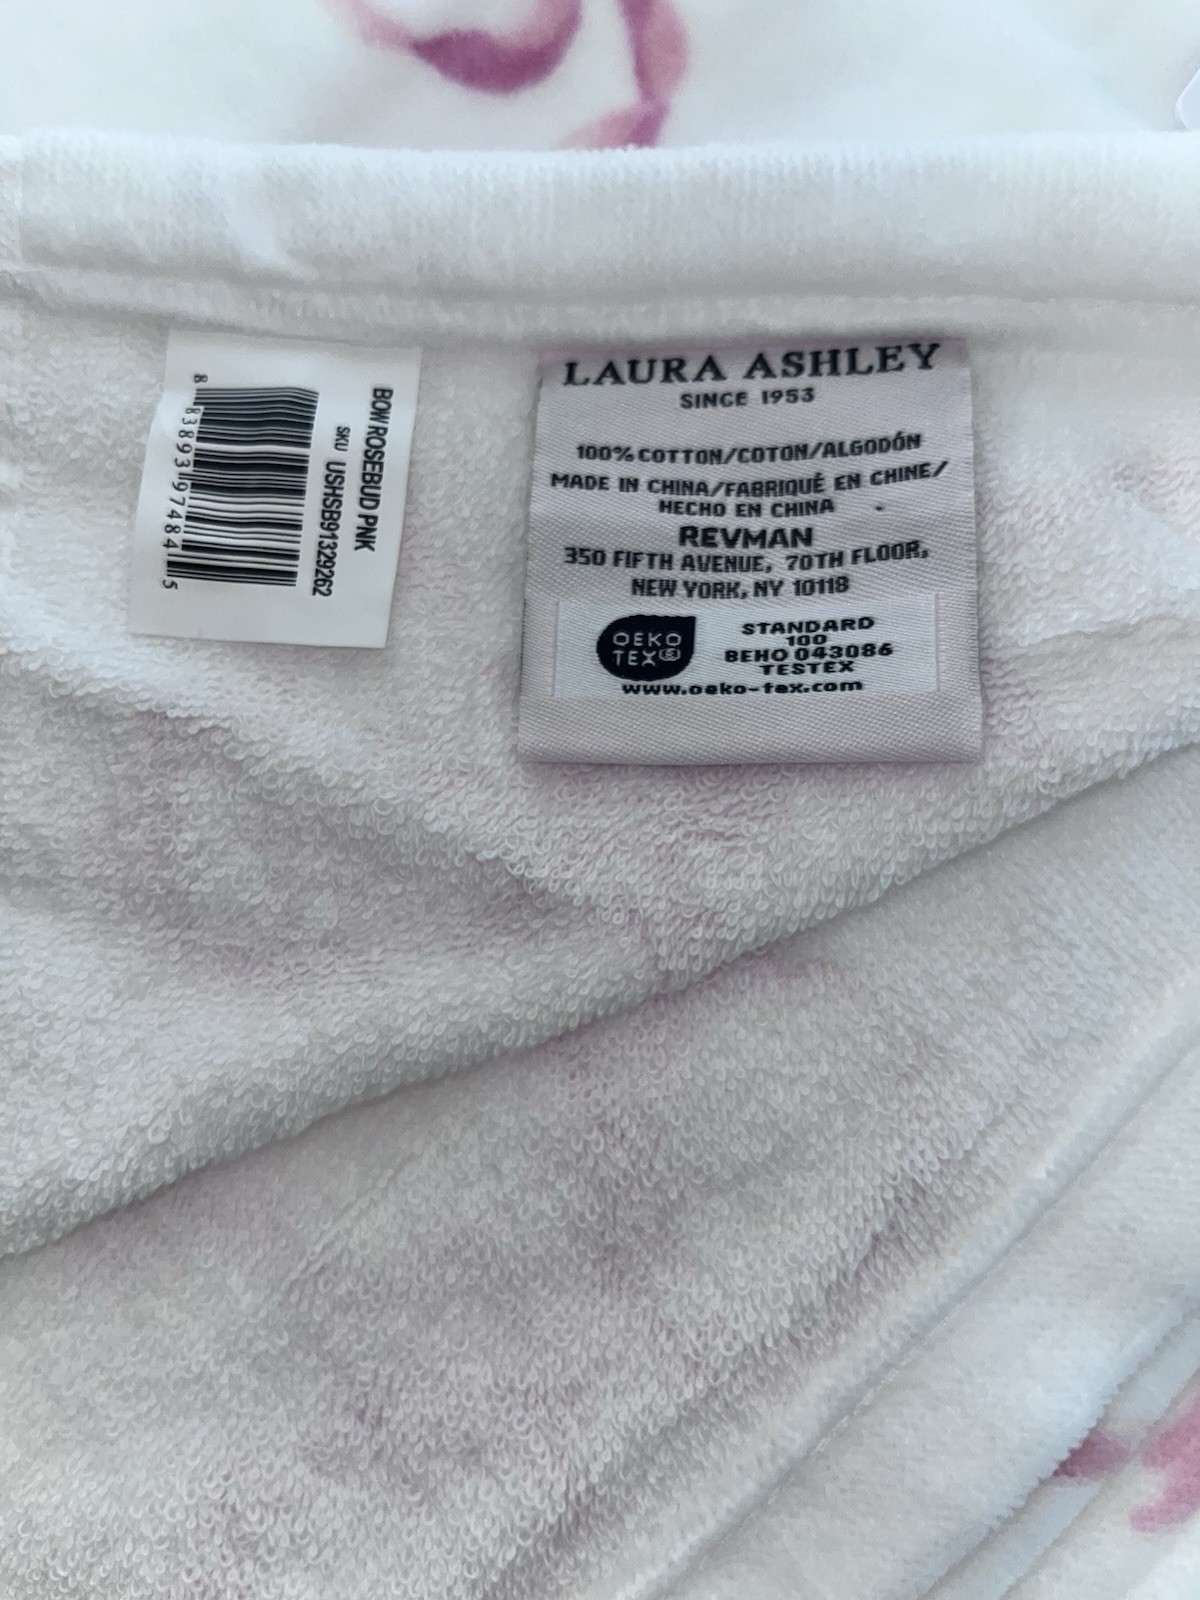 BOW ROSEBUD PNK
SKU USHSB91329262
8 83893 97484 5
LAURA ASHLEY
SINCE 1953
100% COTTON/COTON/ALGODÓN
MADE IN CHINA/FABRIQUÉ EN CHINE/
HECHO EN CHINA
REVMAN
350 FIFTH AVENUE, 70TH FLOOR,
NEW YORK, NY 10118
OEKO
TEX®
STANDARD
100
BEHO 043086
TESTEX
www.oeko-tex.com